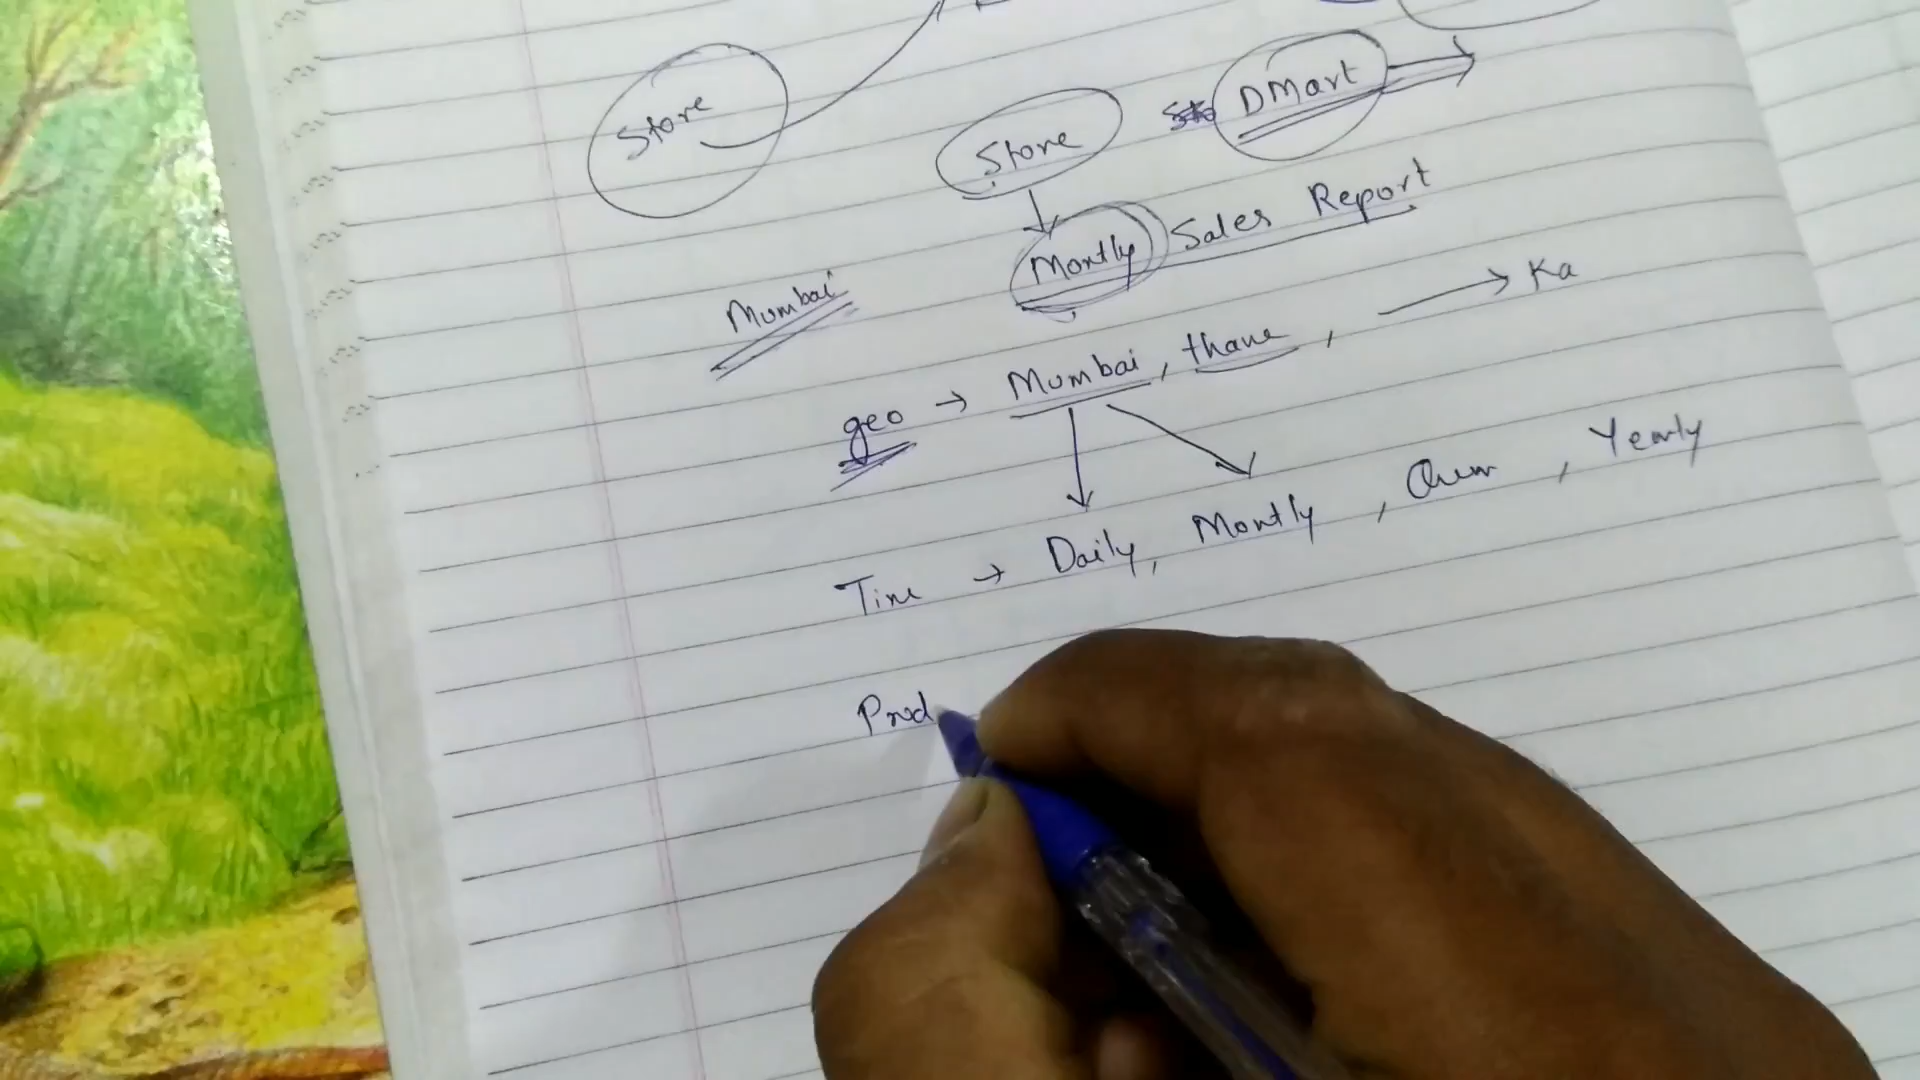 Store
Store DMart
Montly Sales Report
Mumbai
geo → Mumbai, thane, → Ka
Time → Daily, Montly, , Yearly
Prod